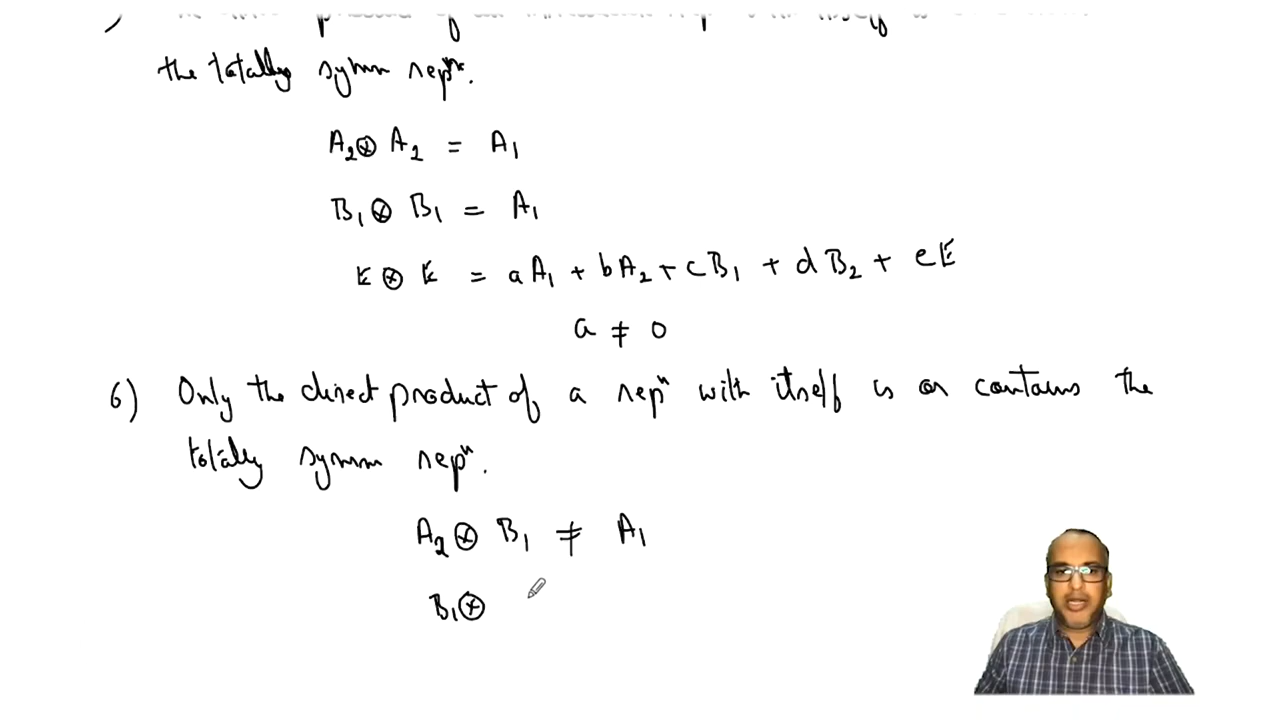 the totally symm repⁿ.
A₂ ⊗ A₂ = A₁
B₁ ⊗ B₁ = A₁
E ⊗ E = aA₁ + bA₂ + cB₁ + dB₂ + eE
a ≠ 0
6) Only the direct product of a repⁿ with itself is or contains the
totally symm repⁿ.
A₂ ⊗ B₁ ≠ A₁
B₁ ⊗